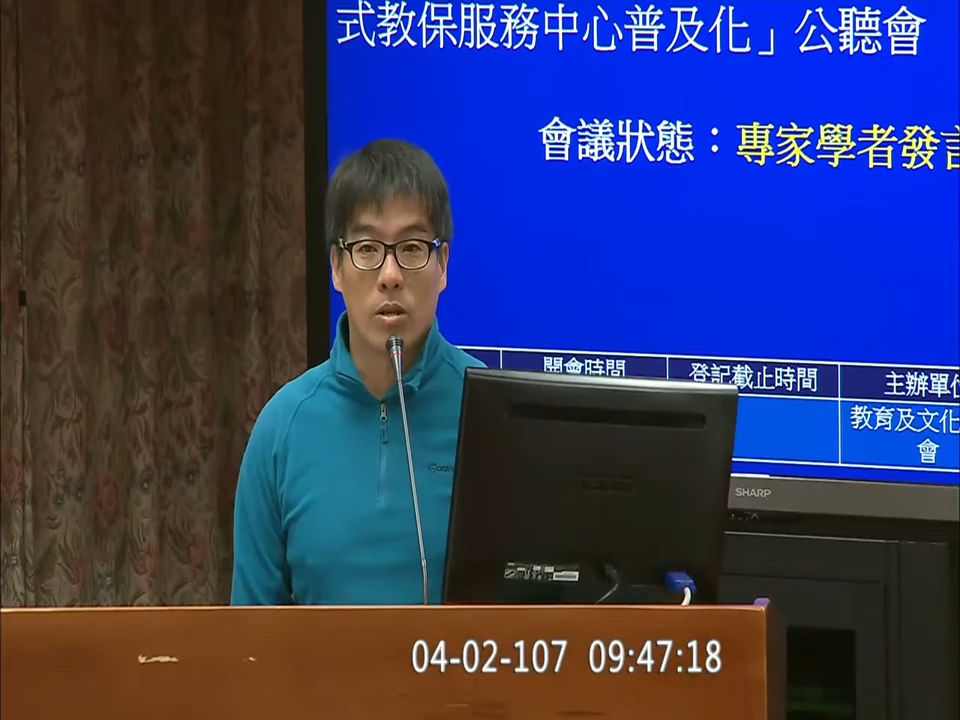 式教保服務中心普及化」公聽會
會議狀態：專家學者發言
開會時間
登記截止時間
主辦單位
教育及文化
會
SHARP
04-02-107 09:47:18